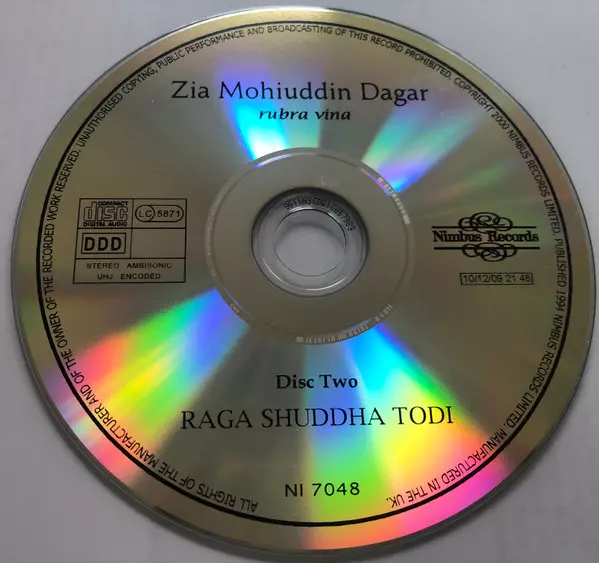 UNAUTHORISED COPYING, PUBLIC PERFORMANCE AND BROADCASTING OF THIS RECORD PROHIBITED. COPYRIGHT 2000 NIMBUS RECORDS LIMITED. PUBLISHED 1994 NIMBUS RECORDS LIMITED. MANUFACTURED IN THE UK.
ALL RIGHTS OF THE MANUFACTURER AND OF THE OWNER OF THE RECORDED WORK RESERVED.
Zia Mohiuddin Dagar
rubra vina
COMPACT
disc
DIGITAL AUDIO
LC 5871
DDD
STEREO AMBISONIC
UHJ ENCODED
Nimbus Records
10/12/09 21 48
Disc Two
RAGA SHUDDHA TODI
NI 7048